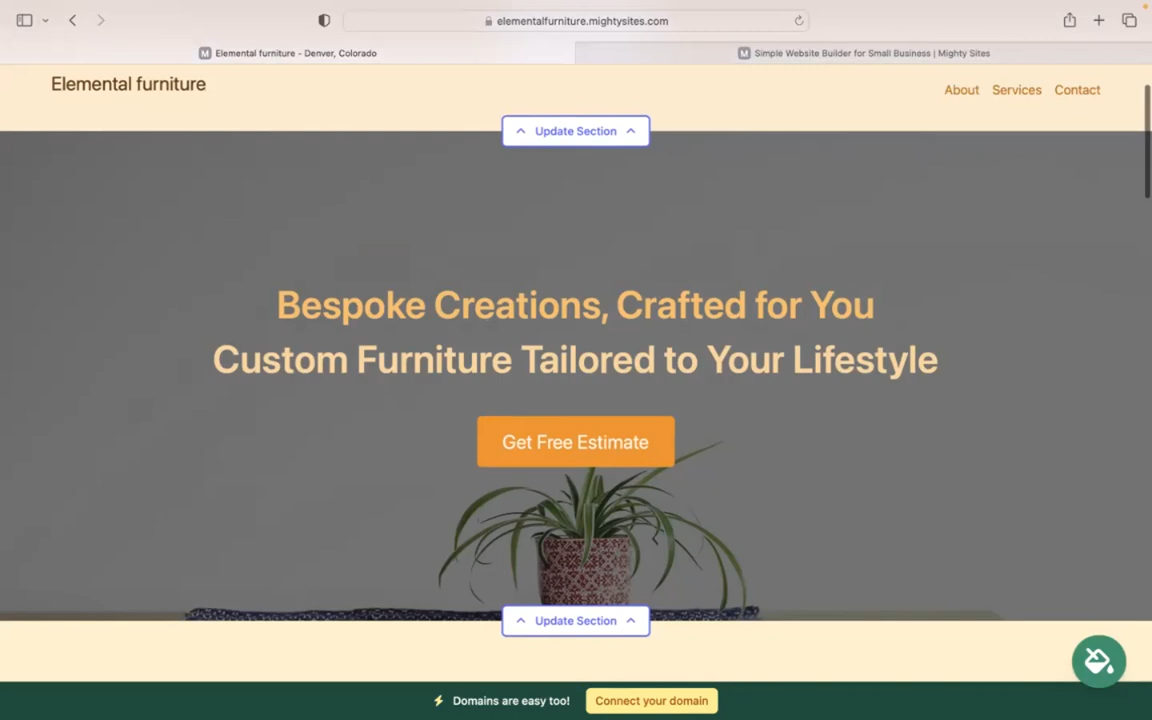 elementalfurniture.mightysites.com
M Elemental furniture - Denver, Colorado
M Simple Website Builder for Small Business | Mighty Sites
Elemental furniture
About Services Contact
Update Section
Bespoke Creations, Crafted for You
Custom Furniture Tailored to Your Lifestyle
Get Free Estimate
Update Section
Domains are easy too! Connect your domain